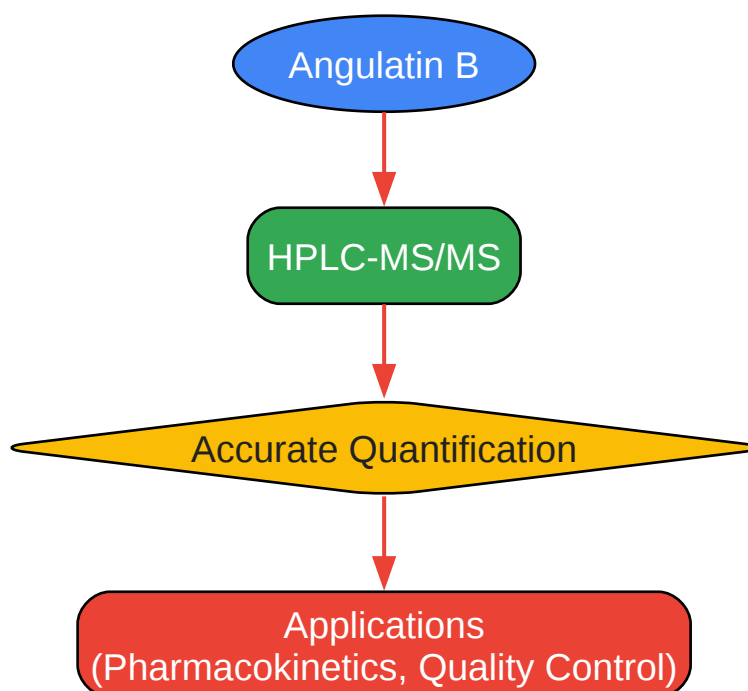 Angulatin B
HPLC-MS/MS
Accurate Quantification
Applications
(Pharmacokinetics, Quality Control)